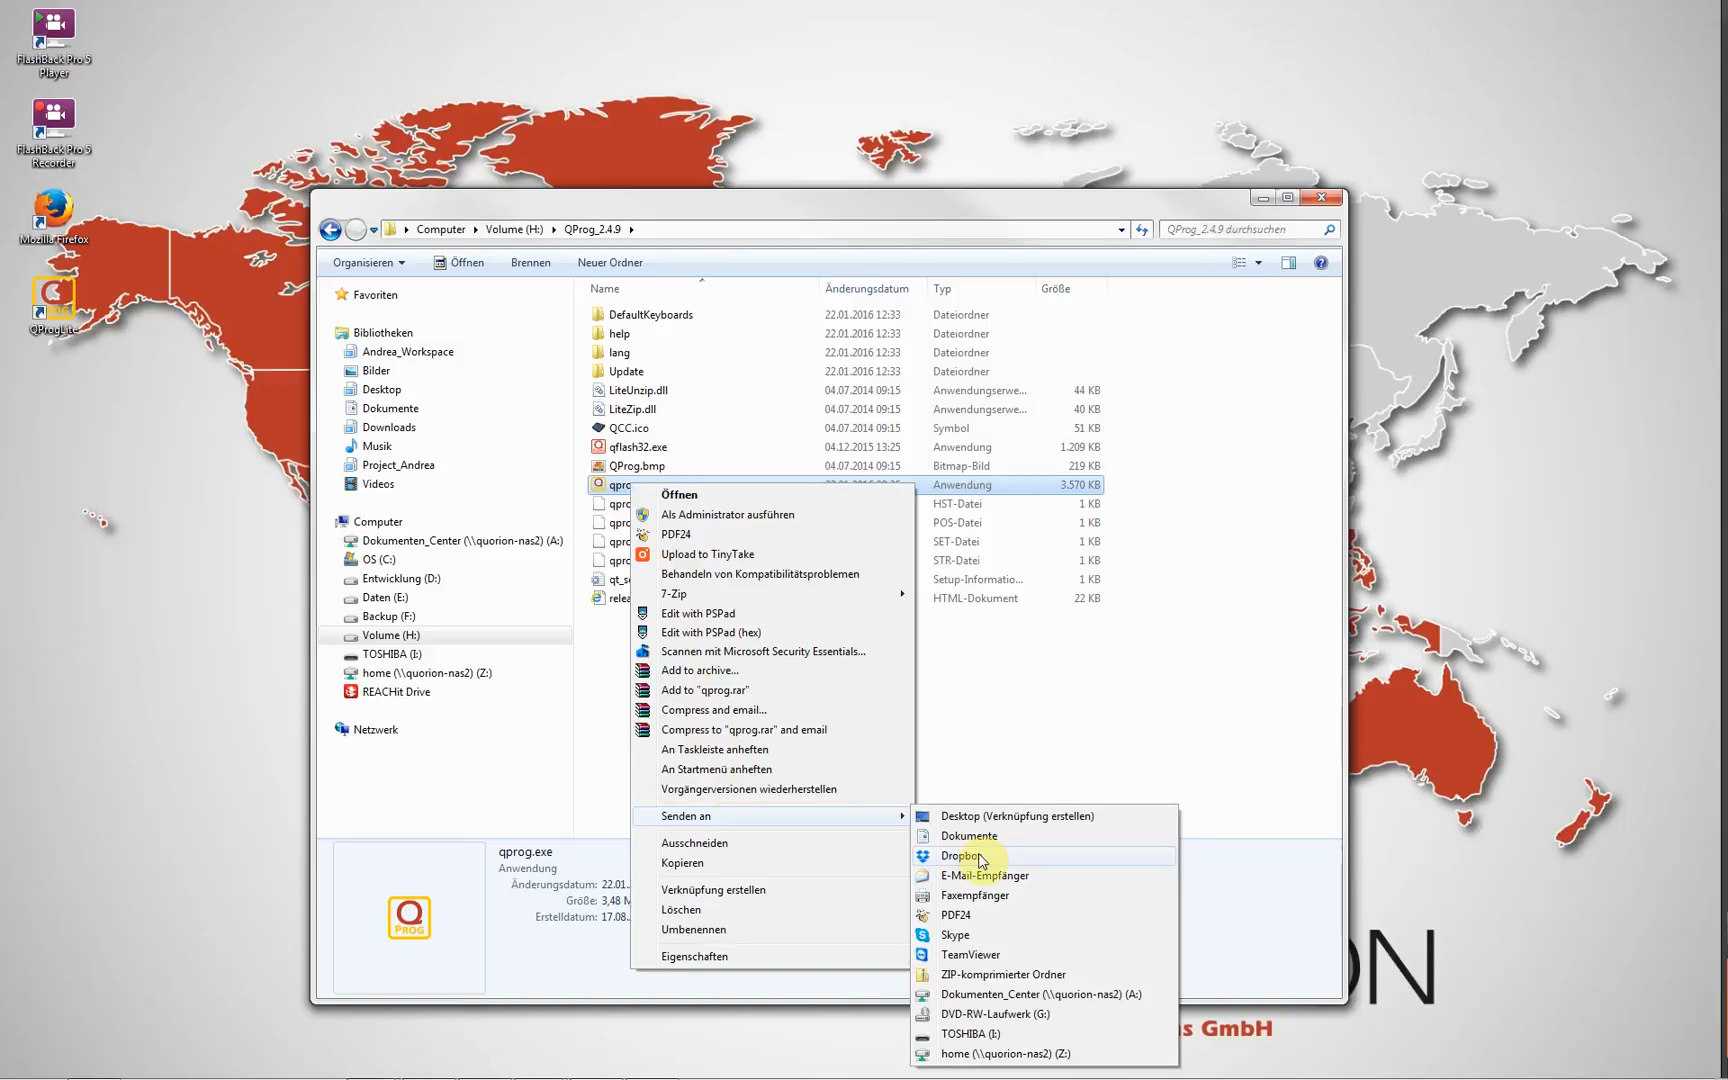 FlashBack Pro 5
Player
FlashBack Pro 5
Recorder
Mozilla Firefox
QProgLite
Computer
Volume (H:)
QProg_2.4.9
QProg_2.4.9 durchsuchen
Organisieren
Öffnen
Brennen
Neuer Ordner
Name
Änderungsdatum
Typ
Größe
Favoriten
Bibliotheken
Andrea_Workspace
Bilder
Desktop
Dokumente
Downloads
Musik
Project_Andrea
Videos
Computer
Dokumenten_Center (\\quorion-nas2) (A:)
OS (C:)
Entwicklung (D:)
Daten (E:)
Backup (F:)
Volume (H:)
TOSHIBA (I:)
home (\\quorion-nas2) (Z:)
REACHit Drive
Netzwerk
DefaultKeyboards 22.01.2016 12:33 Dateiordner
help 22.01.2016 12:33 Dateiordner
lang 22.01.2016 12:33 Dateiordner
Update 22.01.2016 12:33 Dateiordner
LiteUnzip.dll 04.07.2014 09:15 Anwendungserwe... 44 KB
LiteZip.dll 04.07.2014 09:15 Anwendungserwe... 40 KB
QCC.ico 04.07.2014 09:15 Symbol 51 KB
qflash32.exe 04.12.2015 13:25 Anwendung 1.209 KB
QProg.bmp 04.07.2014 09:15 Bitmap-Bild 219 KB
qpro Anwendung 3.570 KB
qpro HST-Datei 1 KB
qpro POS-Datei 1 KB
qpro SET-Datei 1 KB
qpro STR-Datei 1 KB
qt_s Setup-Informatio... 1 KB
relea HTML-Dokument 22 KB
Öffnen
Als Administrator ausführen
PDF24
Upload to TinyTake
Behandeln von Kompatibilitätsproblemen
7-Zip
Edit with PSPad
Edit with PSPad (hex)
Scannen mit Microsoft Security Essentials...
Add to archive...
Add to "qprog.rar"
Compress and email...
Compress to "qprog.rar" and email
An Taskleiste anheften
An Startmenü anheften
Vorgängerversionen wiederherstellen
Senden an
Ausschneiden
Kopieren
Verknüpfung erstellen
Löschen
Umbenennen
Eigenschaften
Desktop (Verknüpfung erstellen)
Dokumente
Dropbo
E-Mail-Empfänger
Faxempfänger
PDF24
Skype
TeamViewer
ZIP-komprimierter Ordner
Dokumenten_Center (\\quorion-nas2) (A:)
DVD-RW-Laufwerk (G:)
TOSHIBA (I:)
home (\\quorion-nas2) (Z:)
Q
PROG
qprog.exe
Anwendung
Änderungsdatum: 22.01.
Größe: 3,48 M
Erstelldatum: 17.08.
ON
s GmbH